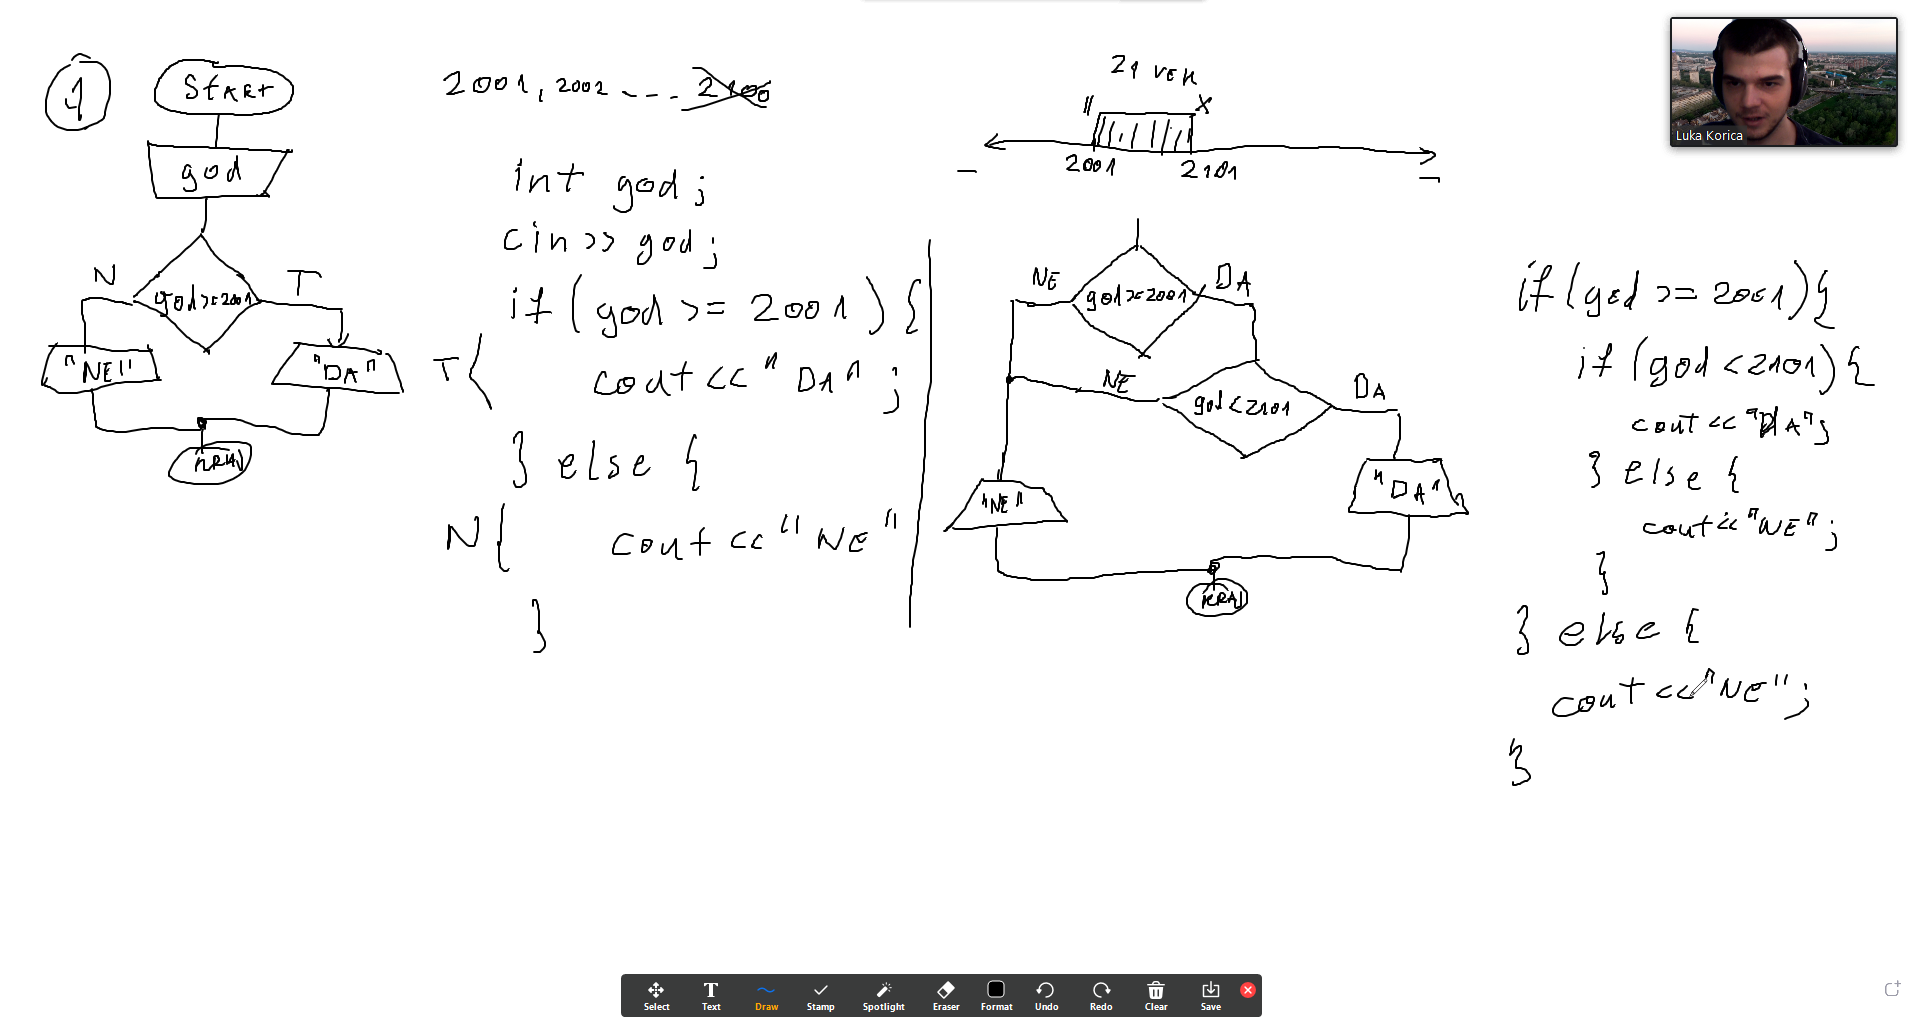 1
START
god
N
T
god>=2001
"NE"
"DA"
KRAJ
2001, 2002 ---- 2100
int god;
cin>> god;
if (god >= 2001) {
T {
cout<<"DA";
} else {
N {
cout<<"NE"
}
21 VEK
2001
2101
NE
DA
god>=2001
NE
DA
god<2101
"NE"
"DA"
KRAJ
if (god >= 2001) {
if (god < 2101) {
cout<<"DA";
} else {
cout<<"NE";
}
} else {
cout<<"NE";
}
Luka Korica
Select
Text
Draw
Stamp
Spotlight
Eraser
Format
Undo
Redo
Clear
Save